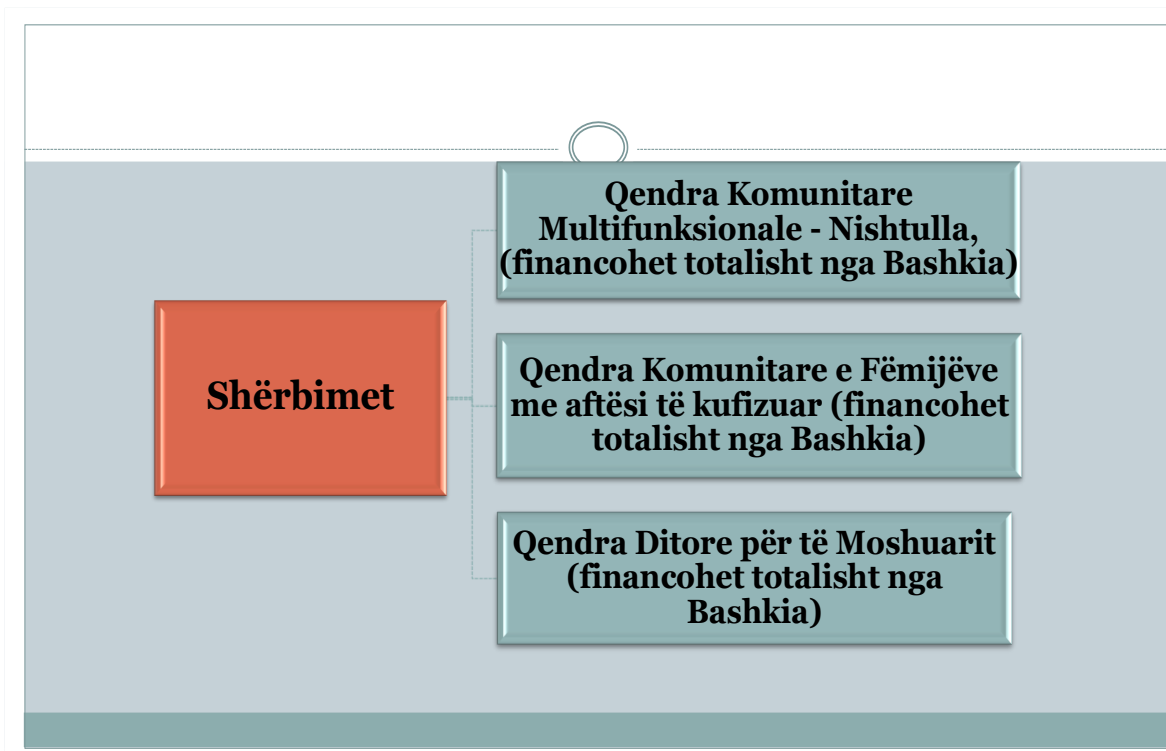 Shërbimet
Qendra Komunitare
Multifunksionale - Nishtulla,
(financohet totalisht nga Bashkia)
Qendra Komunitare e Fëmijëve
me aftësi të kufizuar (financohet
totalisht nga Bashkia)
Qendra Ditore për të Moshuarit
(financohet totalisht nga
Bashkia)